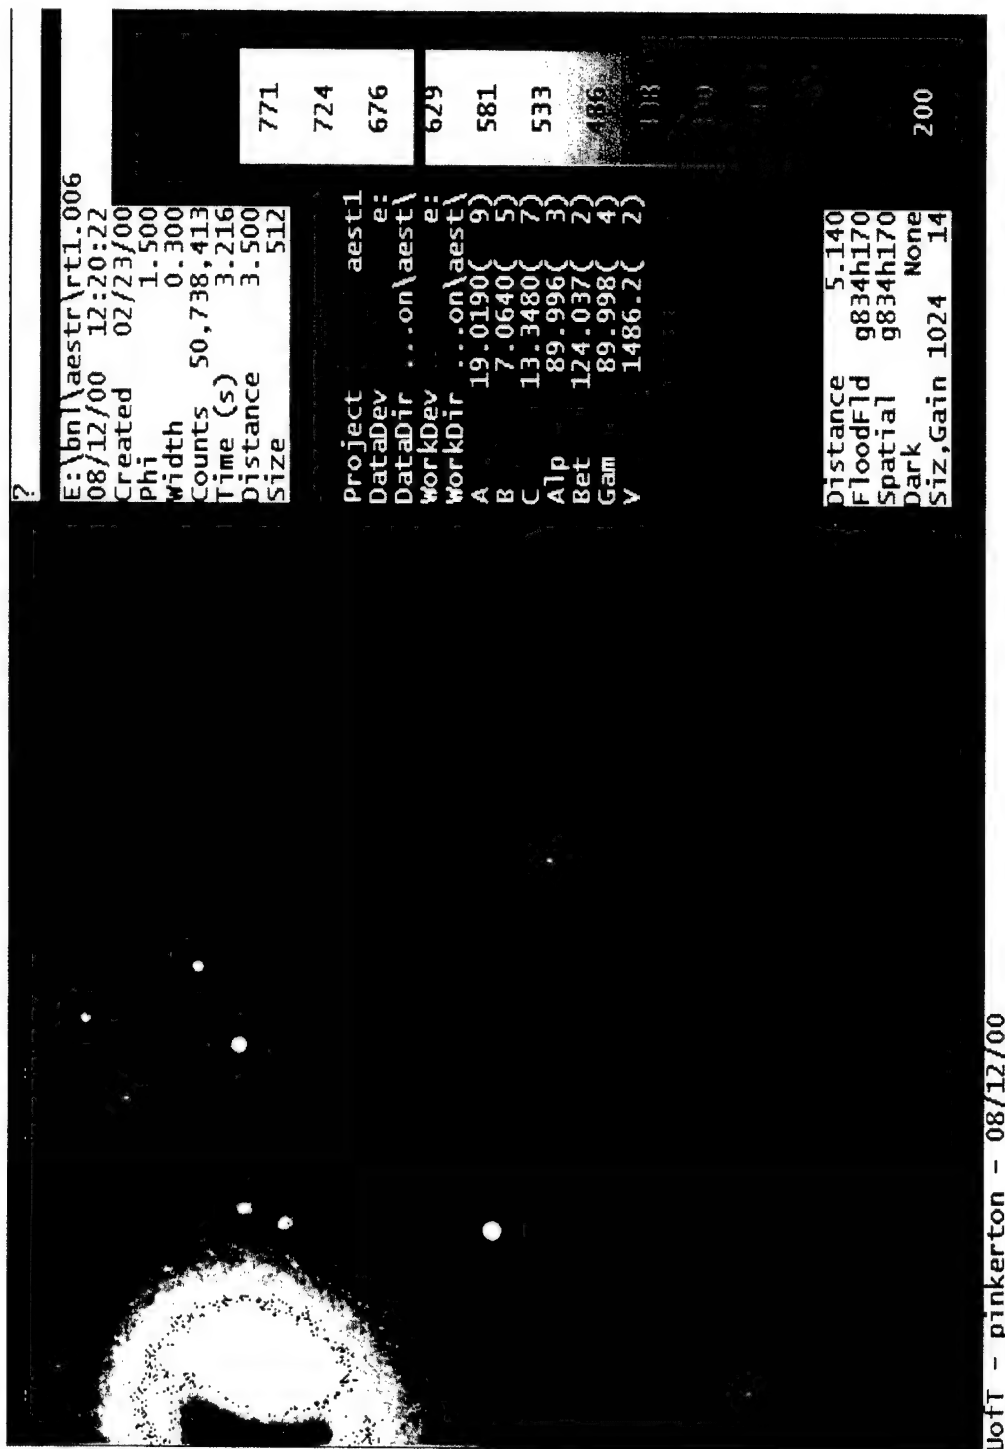 ?
E:\bnl\aestr\rt1.006
08/12/00 12:20:22
Created 02/23/00
Phi 1.500
Width 0.300
Counts 50,738,413
Time (s) 3.216
Distance 3.500
Size 512
Project aest1
DataDev e:
DataDir ...on\aest\
WorkDev e:
WorkDir ...on\aest\
A 19.0190( 9)
B 7.0640( 5)
C 13.3480( 7)
Alp 89.996( 3)
Bet 124.037( 2)
Gam 89.998( 4)
V 1486.2( 2)
Distance 5.140
FloodFld g834h170
Spatial g834h170
Dark None
Siz,Gain 1024 14
771
724
676
629
581
533
486
200
UofT - pinkerton - 08/12/00